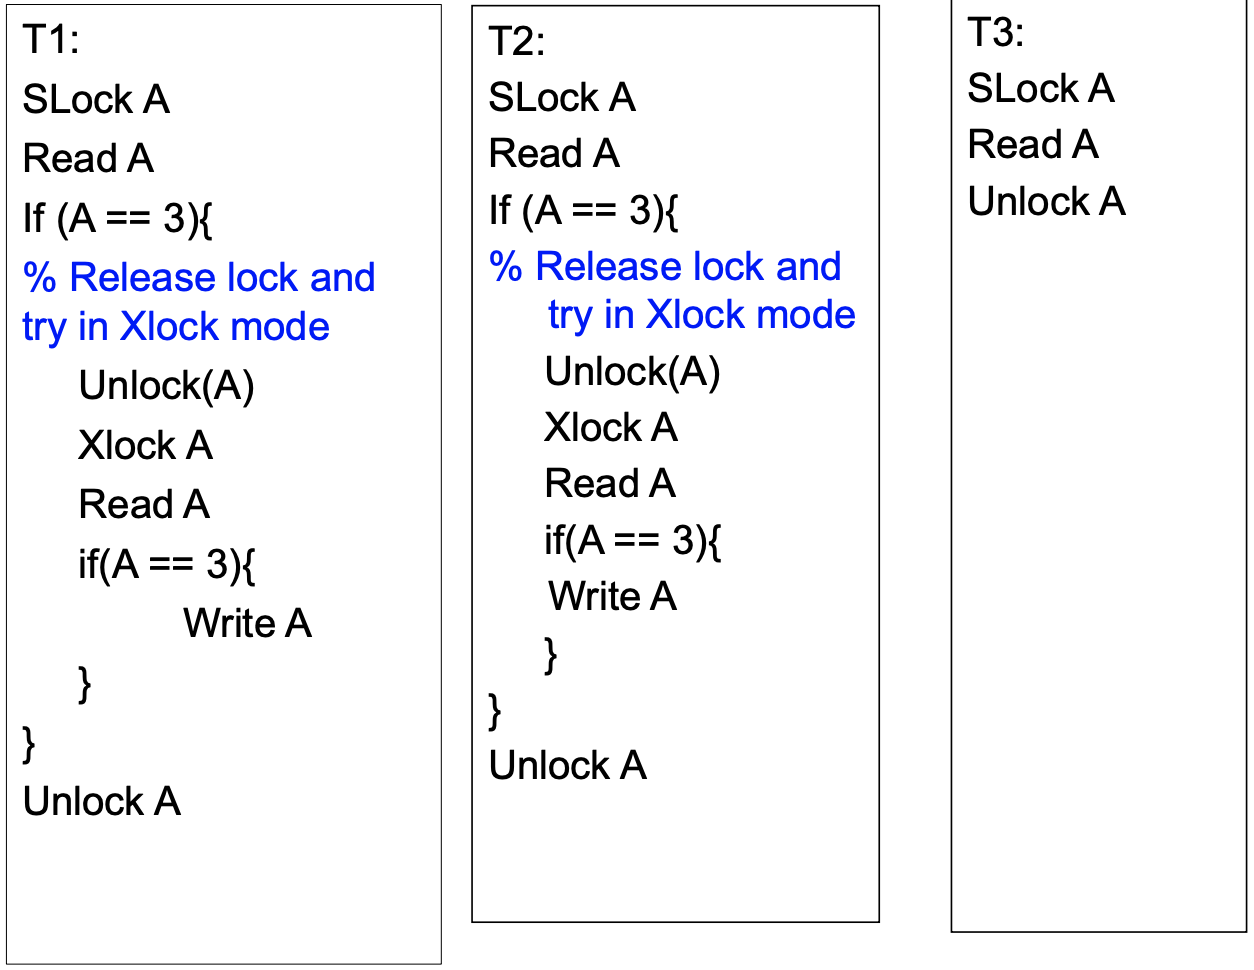 T1:
SLock A
Read A
If (A == 3){
% Release lock and
try in Xlock mode
Unlock(A)
Xlock A
Read A
if(A == 3){
Write A
}
}
Unlock A
T2:
SLock A
Read A
If (A == 3){
% Release lock and
try in Xlock mode
Unlock(A)
Xlock A
Read A
if(A == 3){
Write A
}
}
Unlock A
T3:
SLock A
Read A
Unlock A